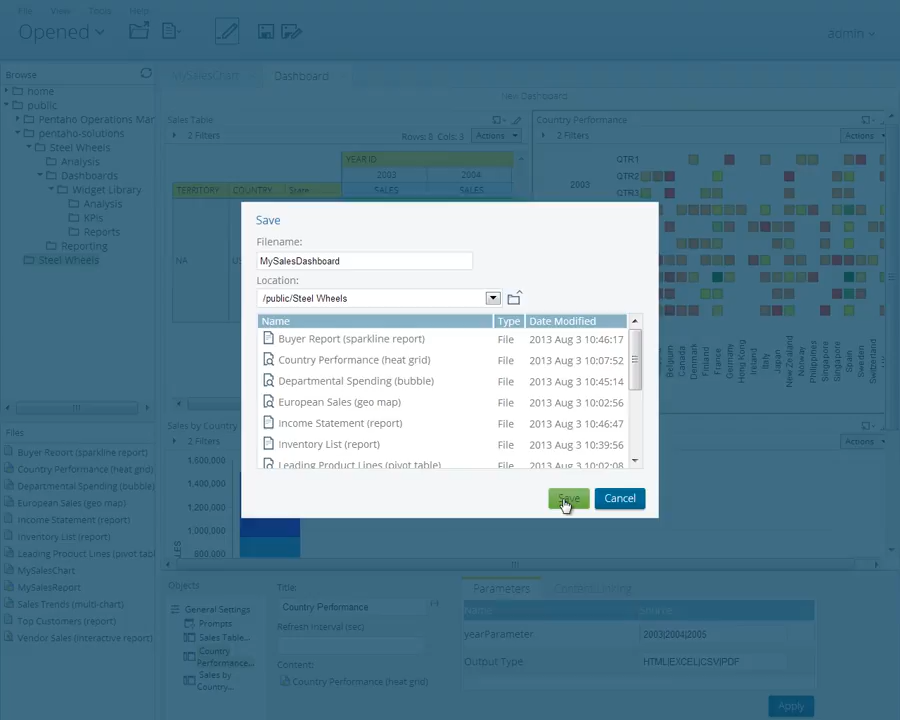 File View Tools Help
Opened
admin
Browse
home
public
Pentaho Operations Mar
pentaho-solutions
Steel Wheels
Analysis
Dashboards
Widget Library
Analysis
KPIs
Reports
Reporting
Steel Wheels
Files
Buyer Report (sparkline report)
Country Performance (heat grid)
Departmental Spending (bubble)
European Sales (geo map)
Income Statement (report)
Inventory List (report)
Leading Product Lines (pivot tabl
MySalesChart
MySalesReport
Sales Trends (multi-chart)
Top Customers (report)
Vendor Sales (interactive report)
MySalesChart Dashboard
New Dashboard
Sales Table
2 Filters Rows: 8 Cols: 3 Actions
YEAR ID
2003 2004
TERRITORY COUNTRY State SALES SALES
NA
Country Performance
2 Filters Actions
2003
QTR1
QTR2
QTR3
Belgium
Canada
Denmark
Finland
France
Germany
Hong Kong
Ireland
Italy
Japan
New Zealand
Norway
Philippines
Singapore
Singapore
Spain
Sweden
Switzerland
Save
Filename:
MySalesDashboard
Location:
/public/Steel Wheels
Name Type Date Modified
Buyer Report (sparkline report) File 2013 Aug 3 10:46:17
Country Performance (heat grid) File 2013 Aug 3 10:07:52
Departmental Spending (bubble) File 2013 Aug 3 10:45:14
European Sales (geo map) File 2013 Aug 3 10:02:56
Income Statement (report) File 2013 Aug 3 10:46:47
Inventory List (report) File 2013 Aug 3 10:39:56
Leading Product Lines (pivot table) File 2013 Aug 3 10:02:08
Save Cancel
Sales by Country
2 Filters
Actions
1,600,000
1,400,000
1,200,000
1,000,000
800,000
Objects
General Settings
Prompts
Sales Table...
Country
Performance...
Sales by
Country...
Title:
Country Performance
Refresh Interval (sec)
Content:
Country Performance (heat grid)
Parameters Content Linking
Name Source
yearParameter 2003|2004|2005
Output Type HTML|EXCEL|CSV|PDF
Apply